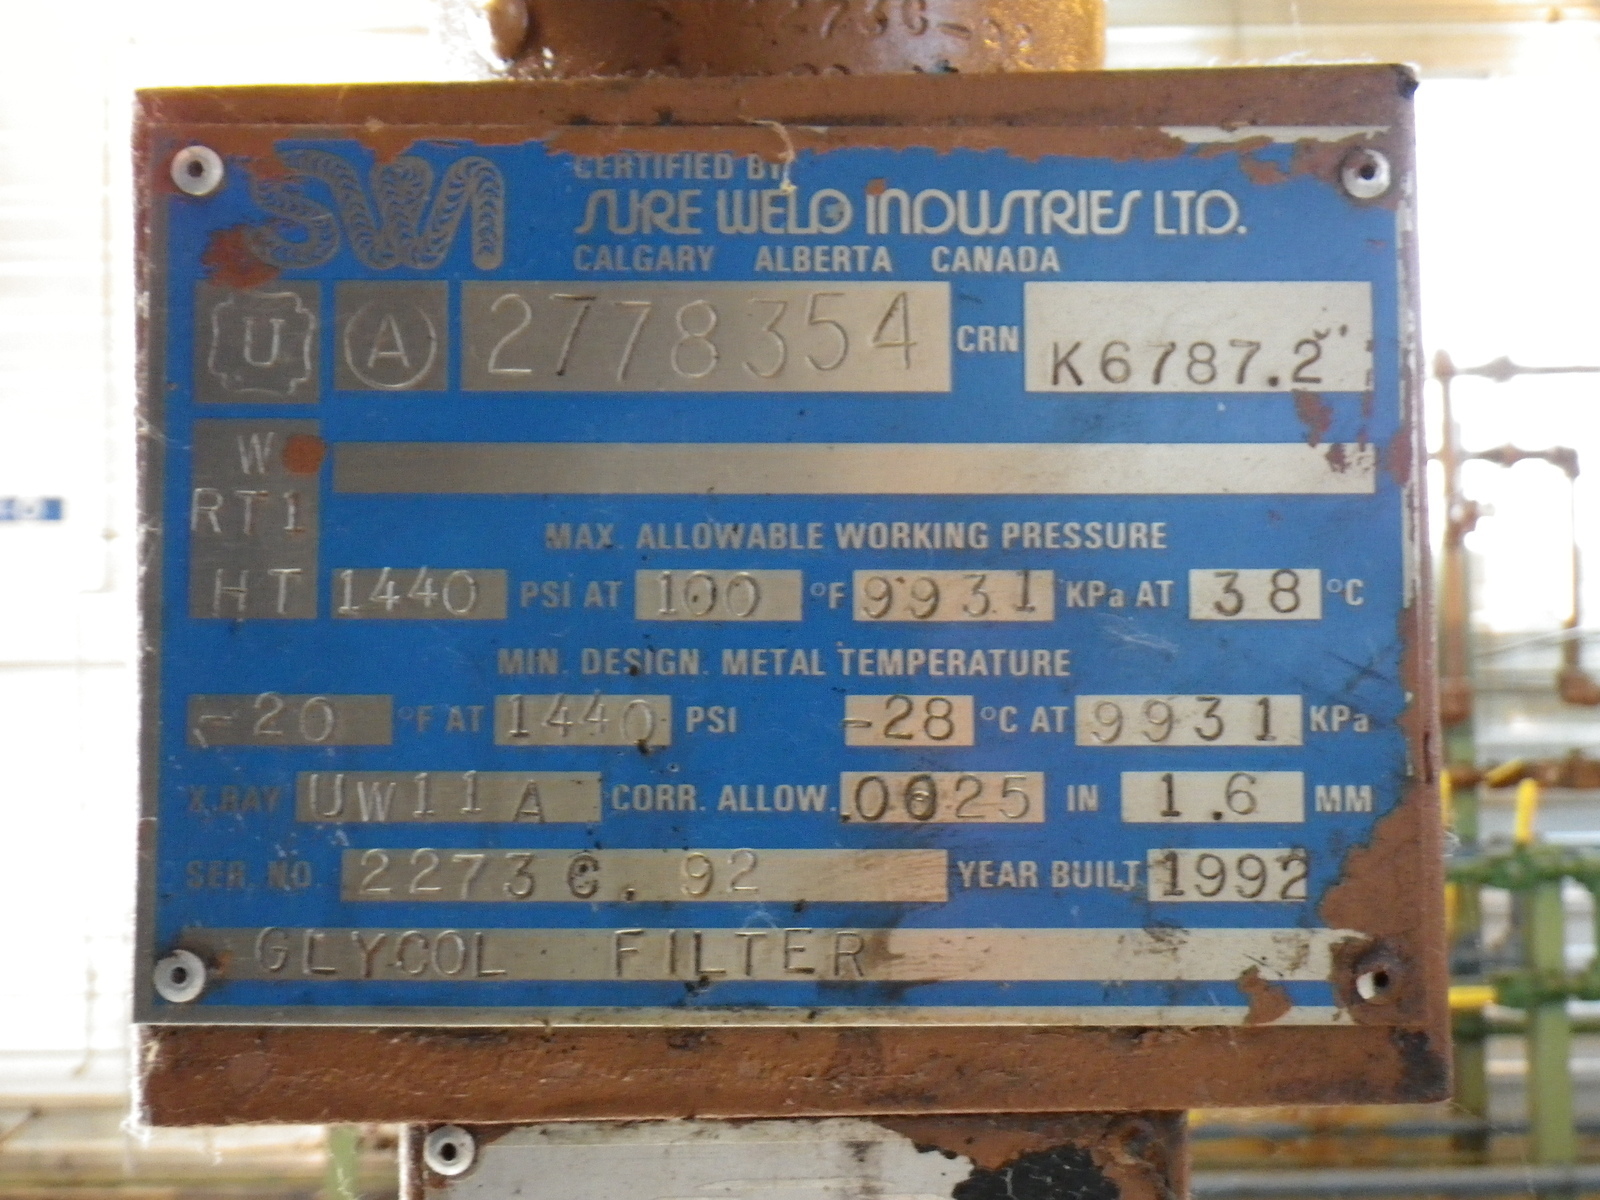 SWI
CERTIFIED BY
SURE WELD INDUSTRIES LTD.
CALGARY ALBERTA CANADA
U A 2778354 CRN K6787.2
W
RT1
MAX. ALLOWABLE WORKING PRESSURE
HT 1440 PSI AT 100 °F 9931 KPa AT 38 °C
MIN. DESIGN. METAL TEMPERATURE
-20 °F AT 1440 PSI -28 °C AT 9931 KPa
X.RAY UW11A CORR. ALLOW. .0625 IN 1.6 MM
SER. NO. 2273C.92 YEAR BUILT 1992
GLYCOL FILTER